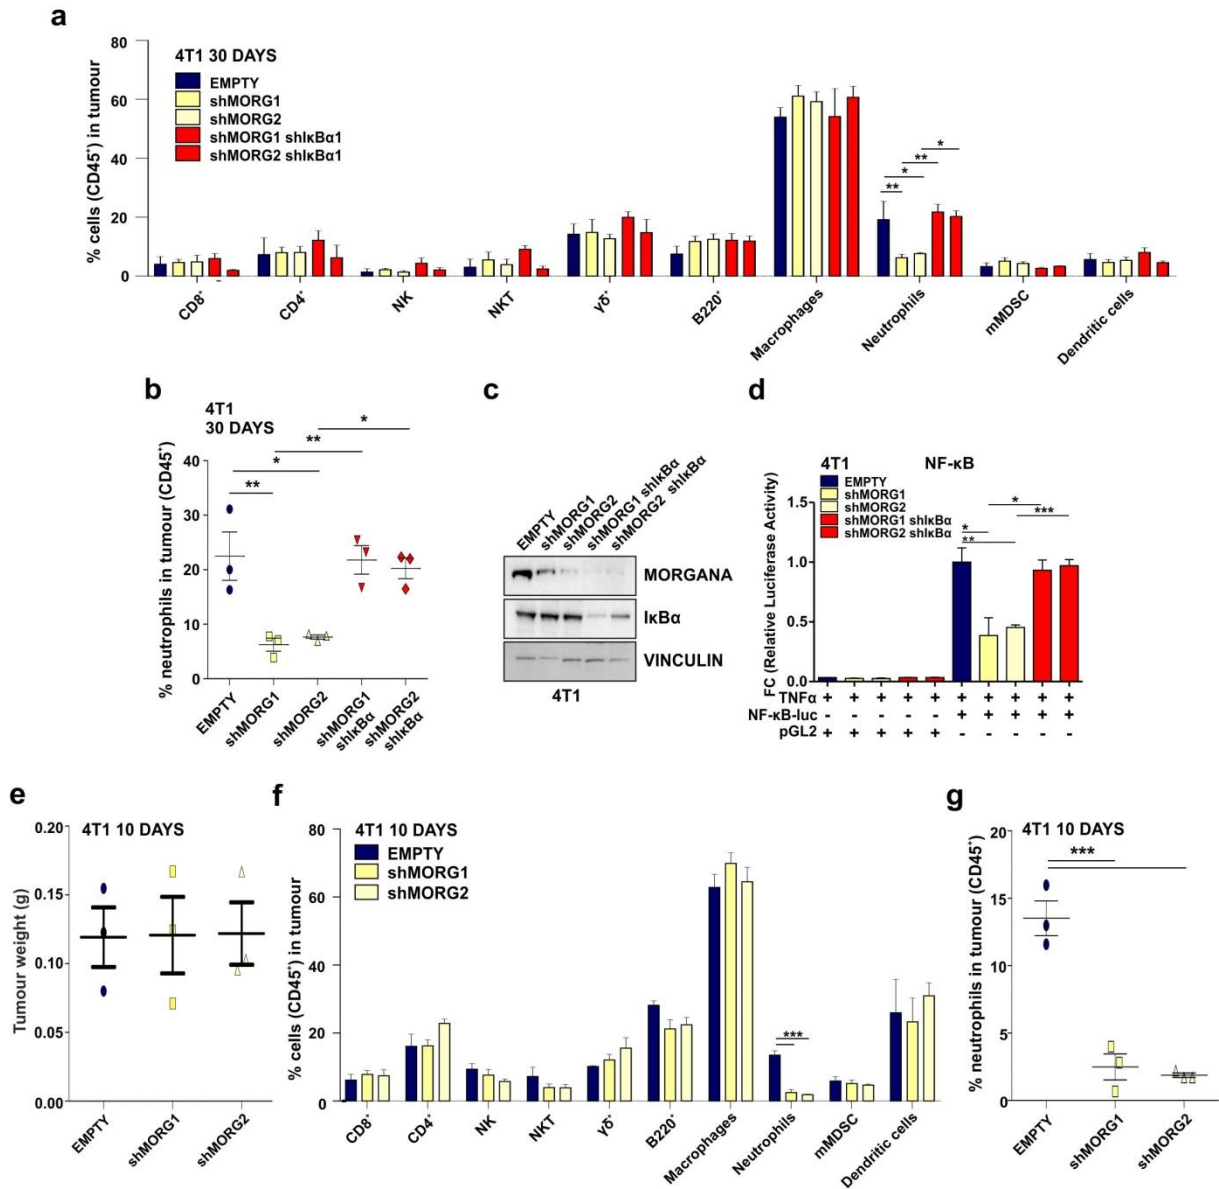 a
80
60
40
20
0
% cells (CD45⁺) in tumour
4T1 30 DAYS
EMPTY
shMORG1
shMORG2
shMORG1 shIκBα1
shMORG2 shIκBα1
**
*
**
*
CD8⁺
CD4⁺
NK
NKT
γδ⁺
B220⁺
Macrophages
Neutrophils
mMDSC
Dendritic cells
b
4T1
30 DAYS
*
**
*
**
40
30
20
10
0
% neutrophils in tumour (CD45⁺)
EMPTY
shMORG1
shMORG2
shMORG1 shIκBα
shMORG2 shIκBα
c
EMPTY
shMORG1
shMORG2
shMORG1 shIκBα
shMORG2 shIκBα
MORGANA
IκBα
VINCULIN
4T1
d
4T1 NF-κB
EMPTY
shMORG1
shMORG2
shMORG1 shIκBα
shMORG2 shIκBα
*
***
*
**
1.5
1.0
0.5
0.0
FC (Relative Luciferase Activity)
TNFα + + + + + + + + + +
NF-κB-luc - - - - - + + + + +
pGL2 + + + + + - - - - -
e
4T1 10 DAYS
0.20
0.15
0.10
0.05
0.00
Tumour weight (g)
EMPTY
shMORG1
shMORG2
f
4T1 10 DAYS
EMPTY
shMORG1
shMORG2
80
60
40
20
0
% cells (CD45⁺) in tumour
***
CD8⁺
CD4⁺
NK
NKT
γδ⁺
B220⁺
Macrophages
Neutrophils
mMDSC
Dendritic cells
g
4T1 10 DAYS
***
20
15
10
5
0
% neutrophils in tumour (CD45⁺)
EMPTY
shMORG1
shMORG2